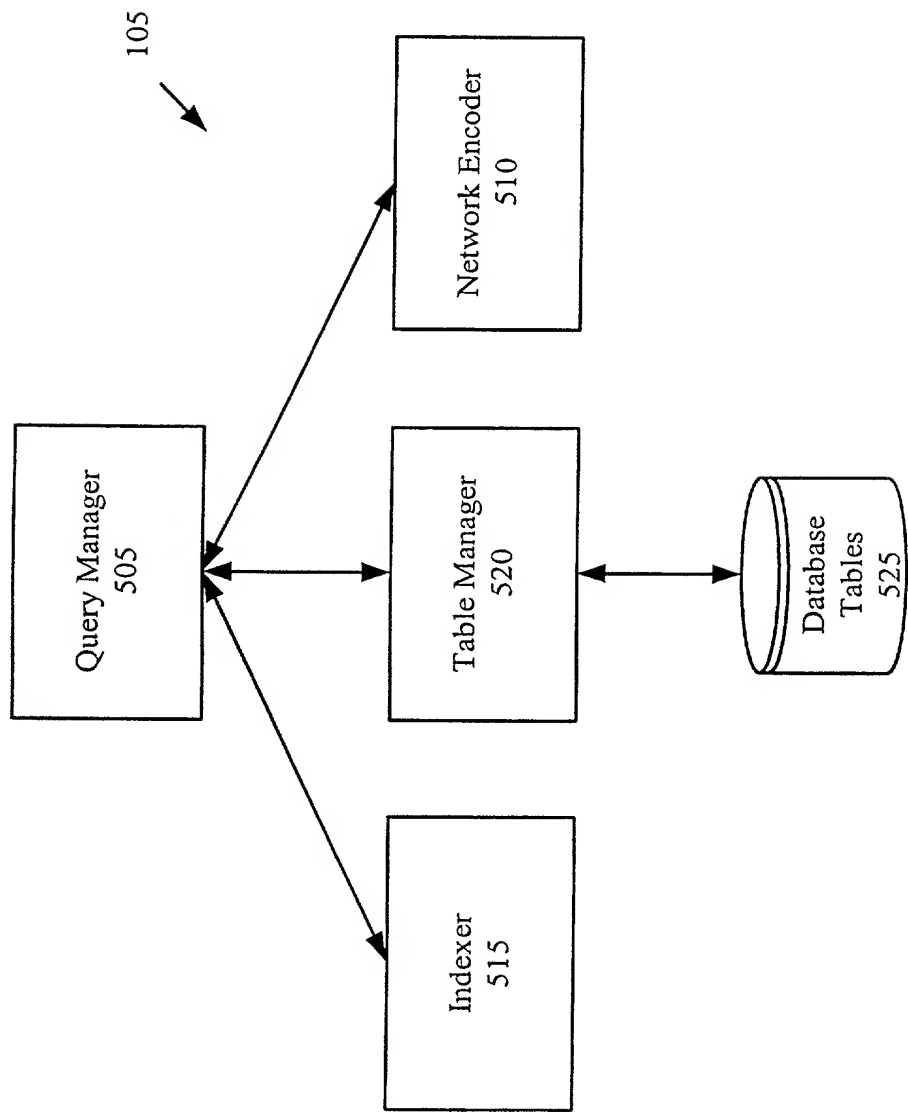 105
Query Manager
505
Network Encoder
510
Table Manager
520
Indexer
515
Database
Tables
525